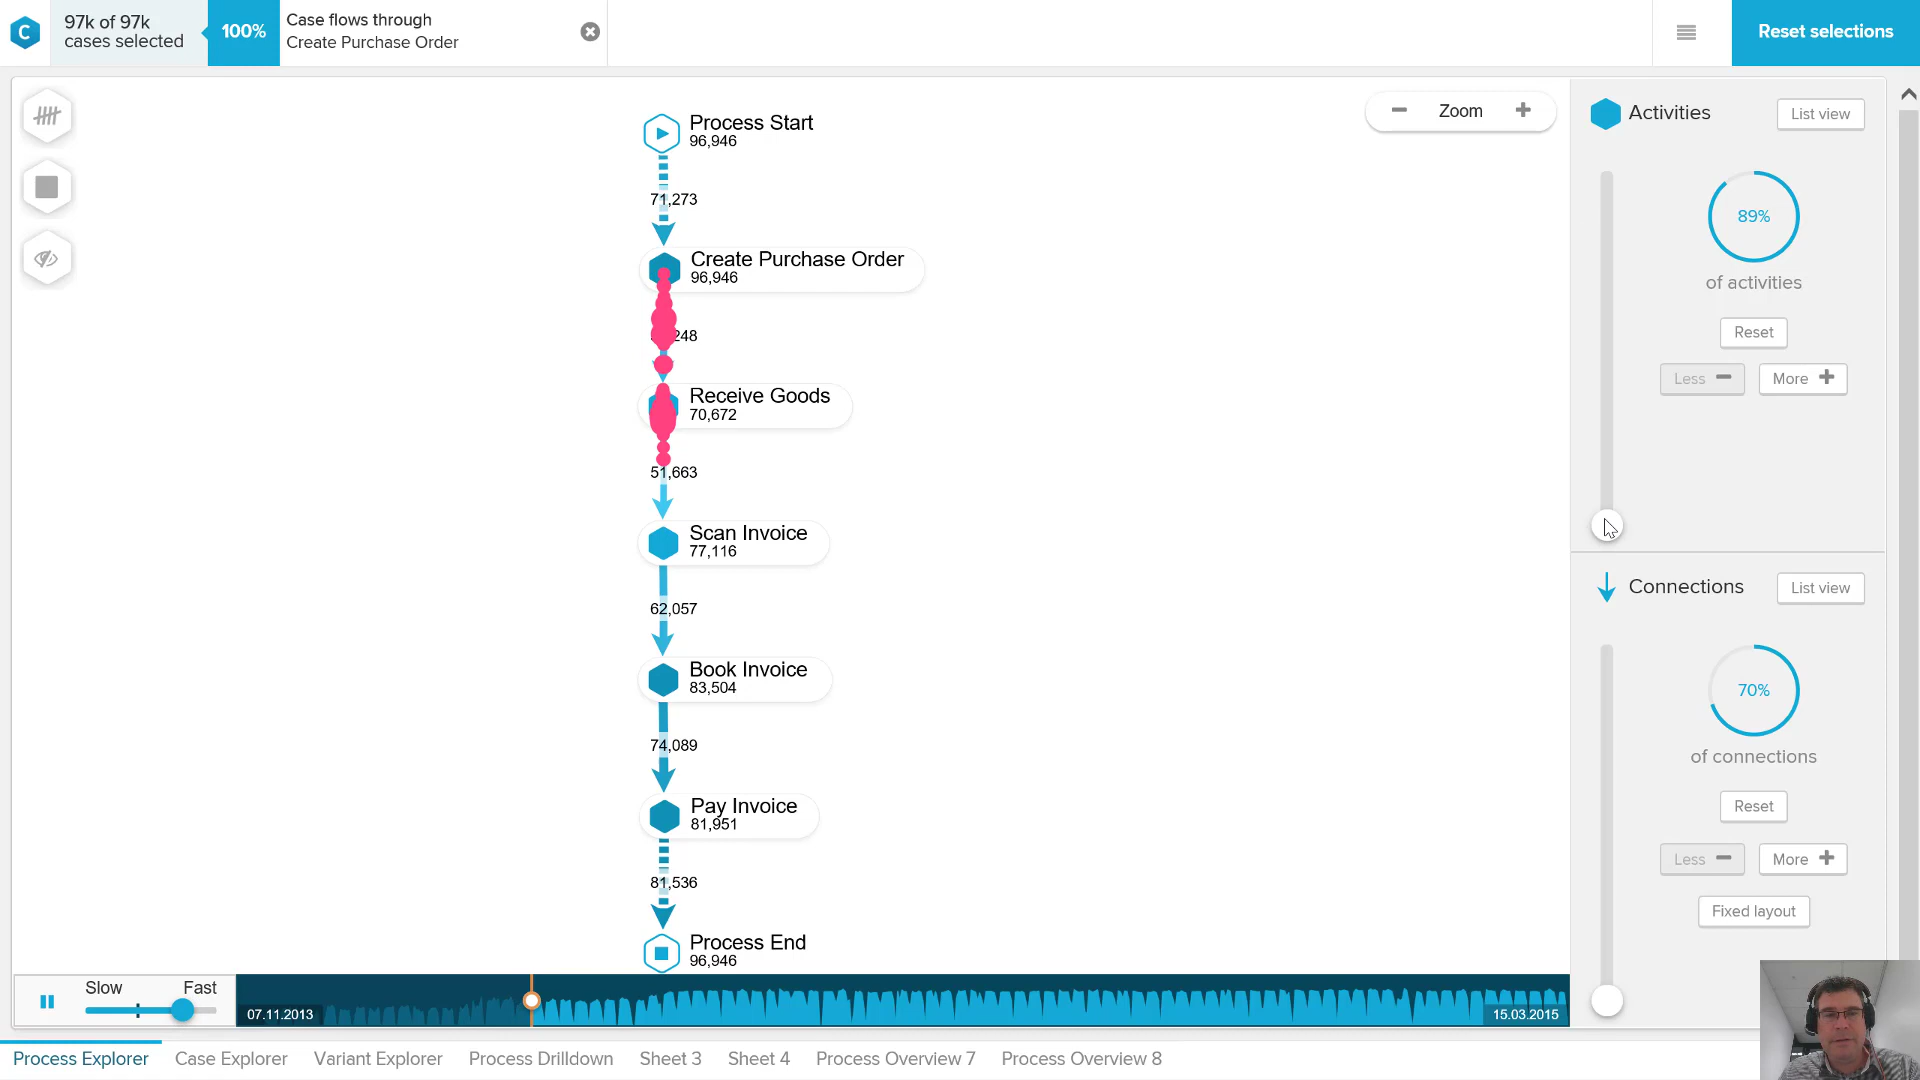 C
97k of 97k
cases selected
100%
Case flows through
Create Purchase Order
Reset selections
Process Start
96,946
71,273
Create Purchase Order
96,946
248
Receive Goods
70,672
51,663
Scan Invoice
77,116
62,057
Book Invoice
83,504
74,089
Pay Invoice
81,951
81,536
Process End
96,946
Zoom
Activities
List view
89%
of activities
Reset
Less
More
Connections
List view
70%
of connections
Reset
Less
More
Fixed layout
Slow
Fast
07.11.2013
15.03.2015
Process Explorer
Case Explorer
Variant Explorer
Process Drilldown
Sheet 3
Sheet 4
Process Overview 7
Process Overview 8